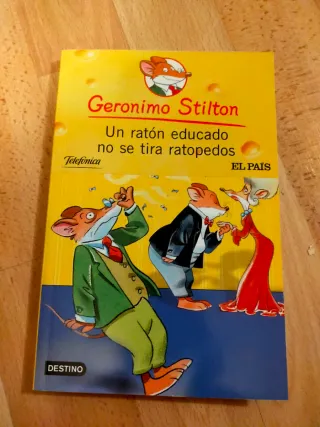 Geronimo Stilton
Un ratón educado
no se tira ratopedos
Telefónica
EL PAÍS
DESTINO